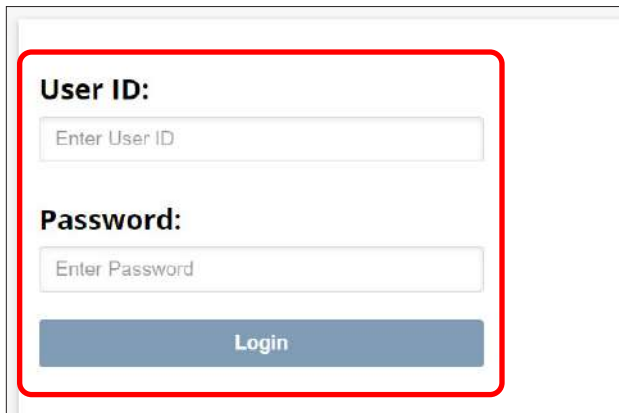 User ID:
Enter User ID
Password:
Enter Password
Login